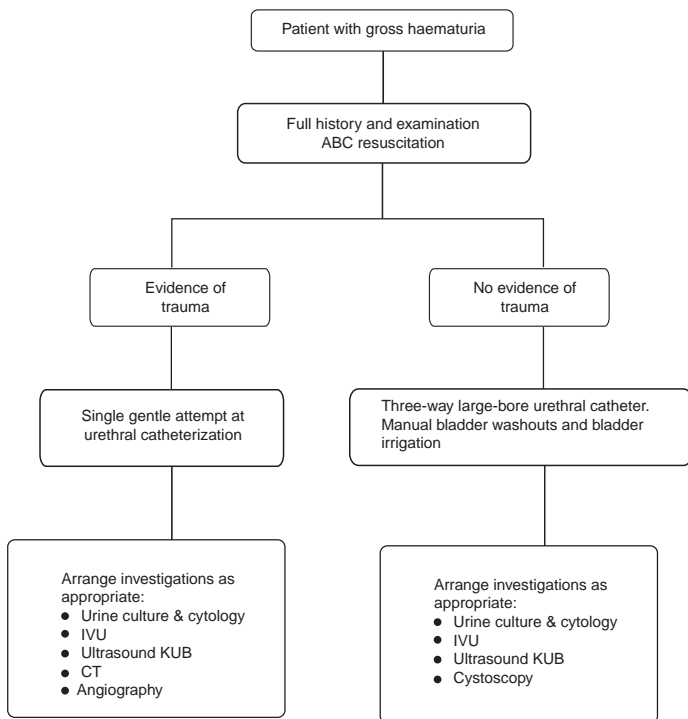 Patient with gross haematuria
Full history and examination
ABC resuscitation
Evidence of
trauma
No evidence of
trauma
Single gentle attempt at
urethral catheterization
Three-way large-bore urethral catheter.
Manual bladder washouts and bladder
irrigation
Arrange investigations as
appropriate:
● Urine culture & cytology
● IVU
● Ultrasound KUB
● CT
● Angiography
Arrange investigations as
appropriate:
● Urine culture & cytology
● IVU
● Ultrasound KUB
● Cystoscopy